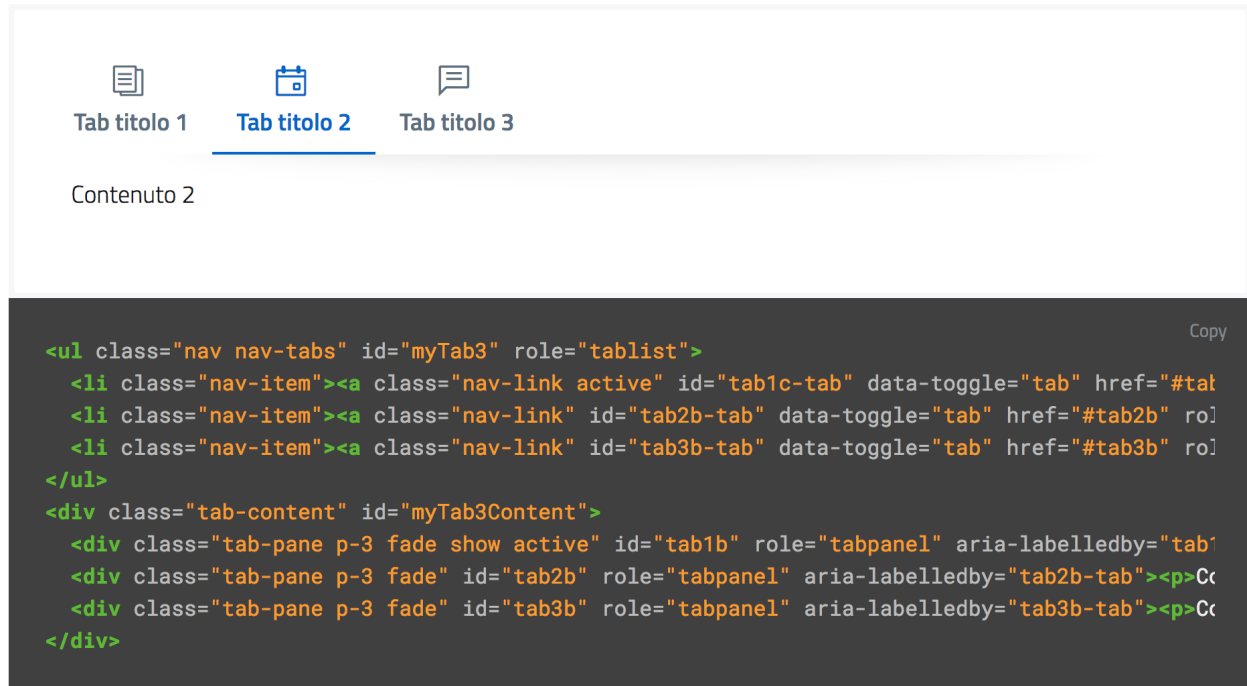 Tab titolo 1 Tab titolo 2 Tab titolo 3
Contenuto 2
Copy
<ul class="nav nav-tabs" id="myTab3" role="tablist">
<li class="nav-item"><a class="nav-link active" id="tab1c-tab" data-toggle="tab" href="#tab
<li class="nav-item"><a class="nav-link" id="tab2b-tab" data-toggle="tab" href="#tab2b" rol
<li class="nav-item"><a class="nav-link" id="tab3b-tab" data-toggle="tab" href="#tab3b" rol
</ul>
<div class="tab-content" id="myTab3Content">
<div class="tab-pane p-3 fade show active" id="tab1b" role="tabpanel" aria-labelledby="tab1
<div class="tab-pane p-3 fade" id="tab2b" role="tabpanel" aria-labelledby="tab2b-tab"><p>Co
<div class="tab-pane p-3 fade" id="tab3b" role="tabpanel" aria-labelledby="tab3b-tab"><p>Co
</div>